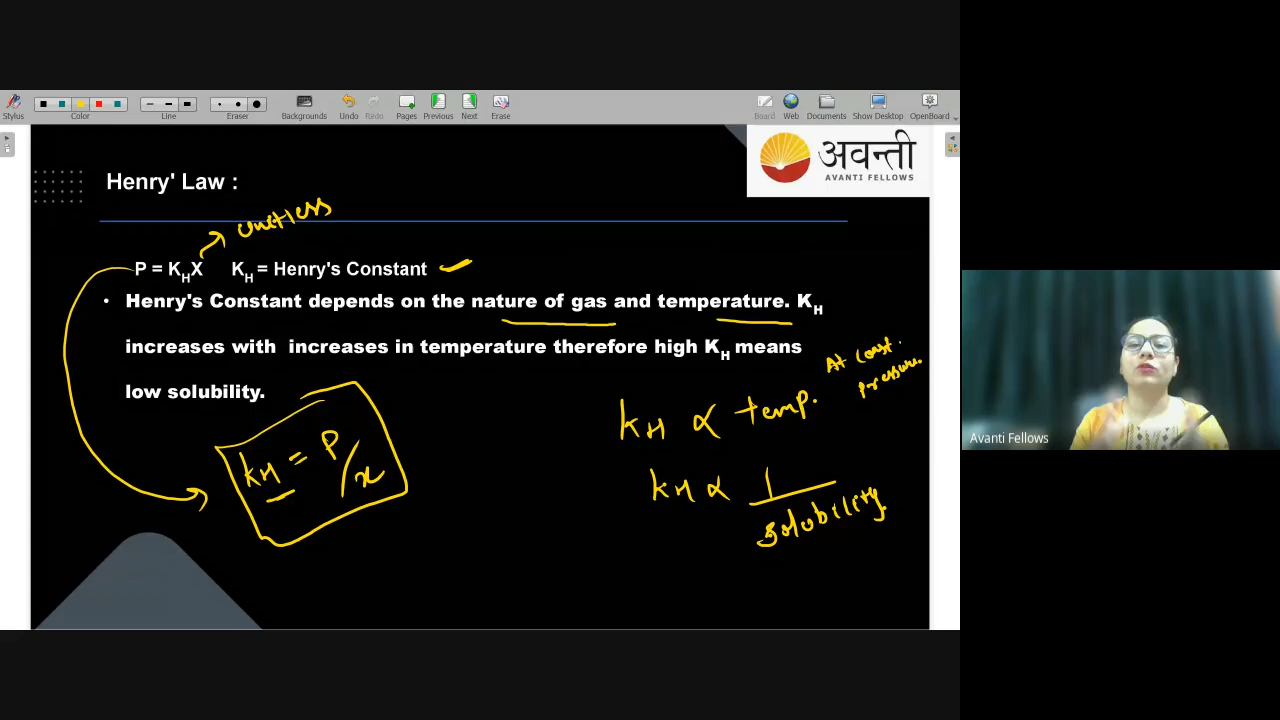 Stylus
Color
Line
Eraser
Backgrounds
Undo
Redo
Pages
Previous
Next
Erase
Board
Web
Documents
Show Desktop
OpenBoard
अवन्ती
AVANTI FELLOWS
Henry' Law :
unitless
P = KHX KH = Henry's Constant
• Henry's Constant depends on the nature of gas and temperature. KH
increases with increases in temperature therefore high KH means
low solubility.
At const.
pressure.
KH ∝ temp.
KH = P/x
KH ∝ 1
solubility.
Avanti Fellows